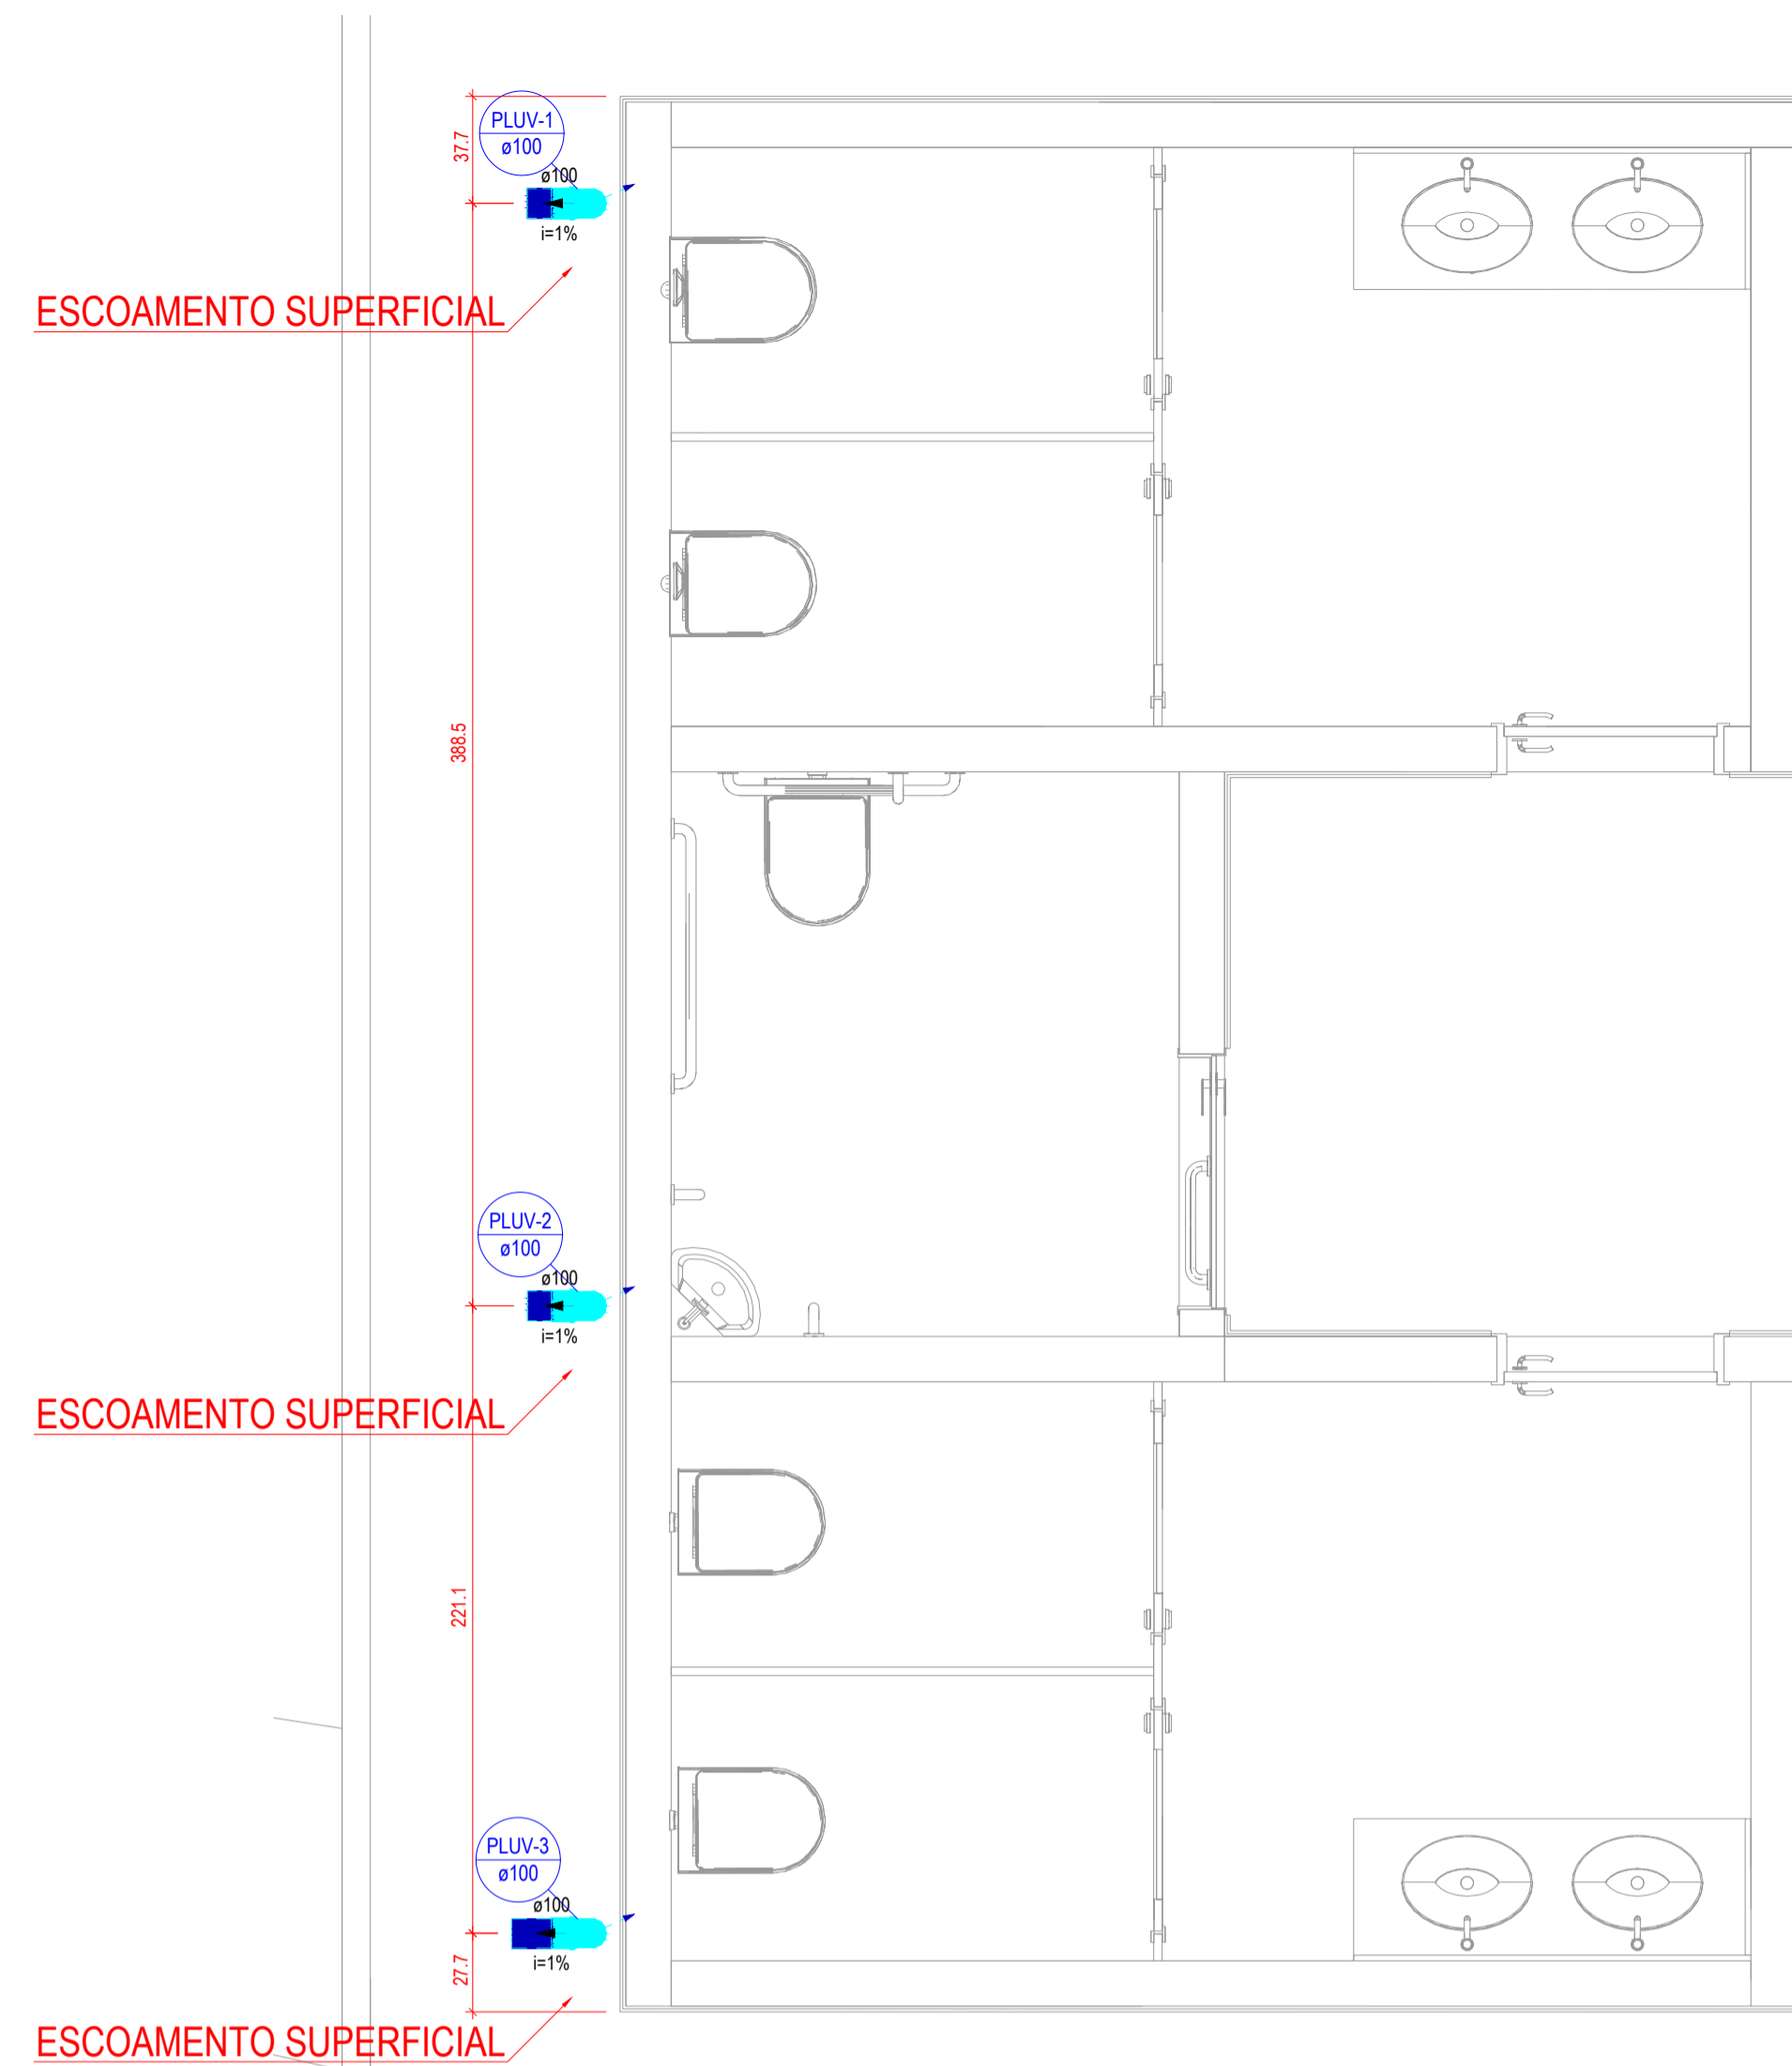 PLUV-1
ø100
37.7
ø100
i=1%
ESCOAMENTO SUPERFICIAL
388.5
PLUV-2
ø100
ø100
i=1%
ESCOAMENTO SUPERFICIAL
221.1
PLUV-3
ø100
ø100
i=1%
27.7
ESCOAMENTO SUPERFICIAL